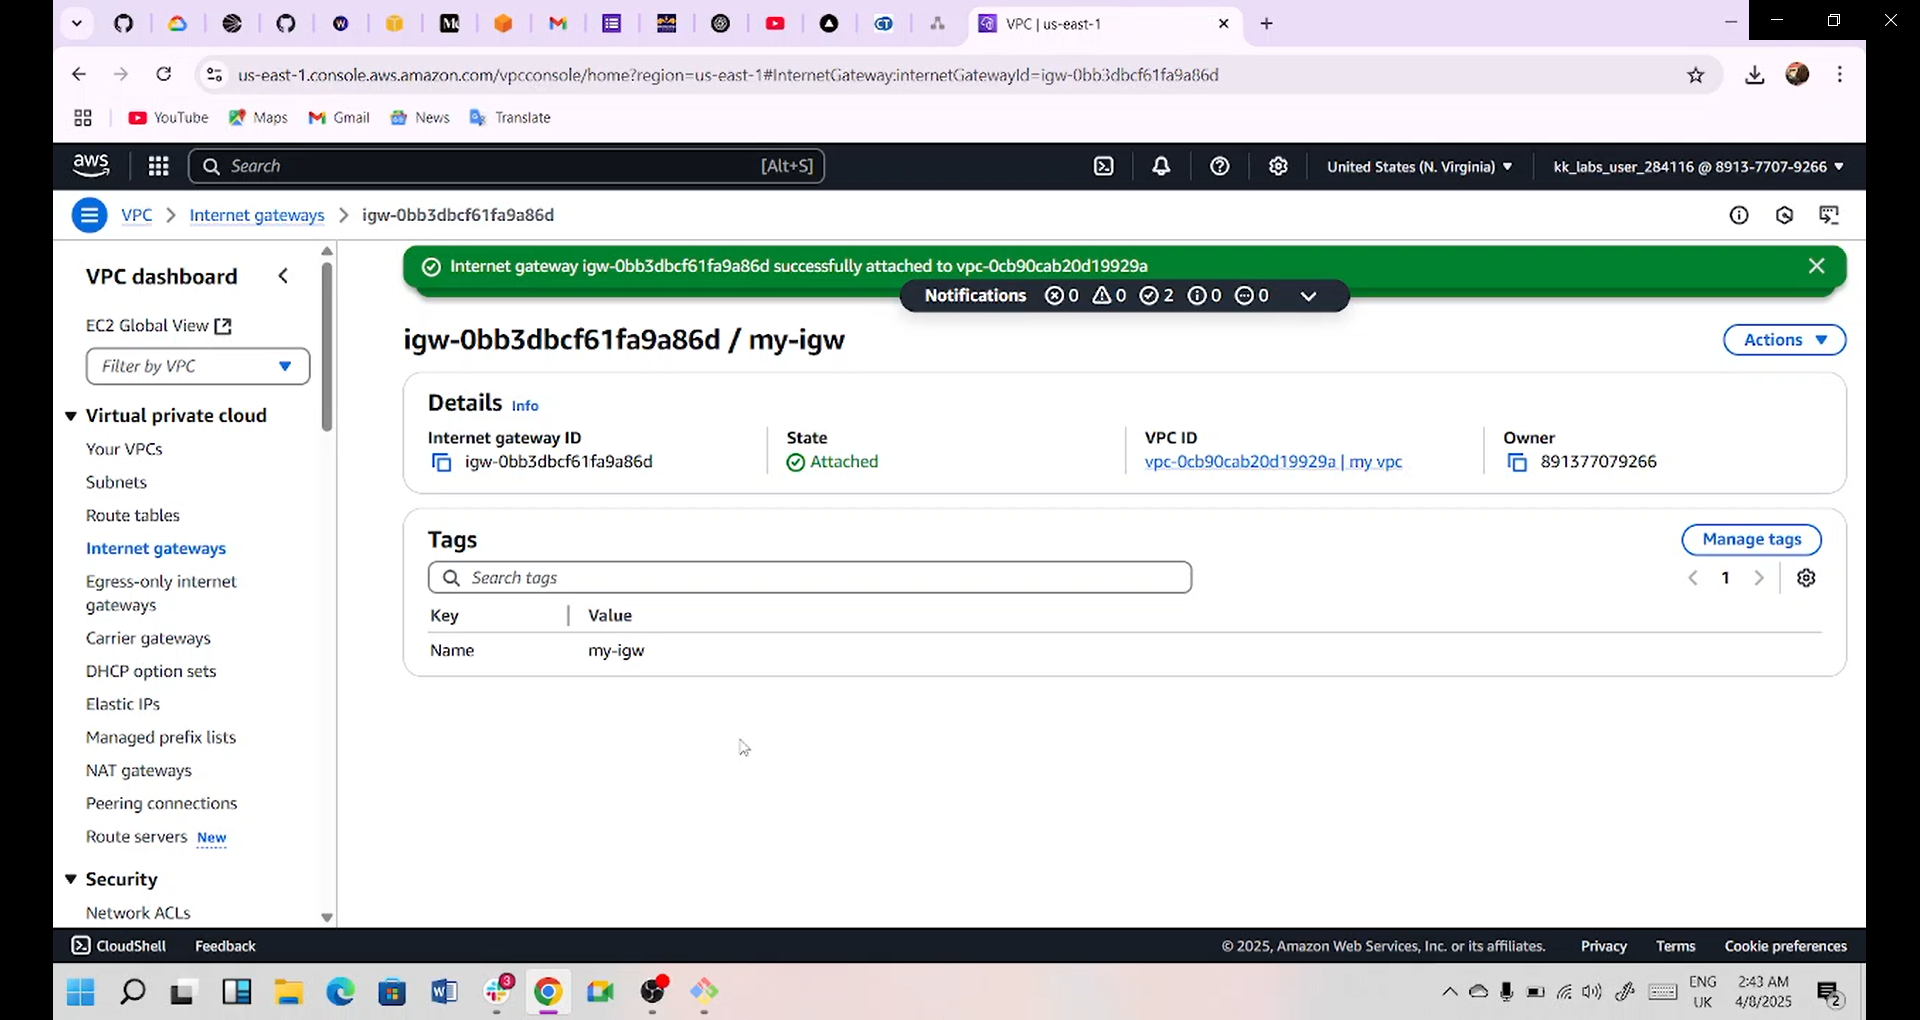 VPC | us-east-1
us-east-1.console.aws.amazon.com/vpcconsole/home?region=us-east-1#InternetGateway:internetGatewayId=igw-0bb3dbcf61fa9a86d
YouTube Maps Gmail News Translate
aws Search [Alt+S] United States (N. Virginia) kk_labs_user_284116 @ 8913-7707-9266
VPC Internet gateways igw-0bb3dbcf61fa9a86d
VPC dashboard
EC2 Global View
Filter by VPC
Virtual private cloud
Your VPCs
Subnets
Route tables
Internet gateways
Egress-only internet
gateways
Carrier gateways
DHCP option sets
Elastic IPs
Managed prefix lists
NAT gateways
Peering connections
Route servers New
Security
Network ACLs
Internet gateway igw-0bb3dbcf61fa9a86d successfully attached to vpc-0cb90cab20d19929a
Notifications 0 0 2 0 0
igw-0bb3dbcf61fa9a86d / my-igw
Actions
Details Info
Internet gateway ID
igw-0bb3dbcf61fa9a86d
State
Attached
VPC ID
vpc-0cb90cab20d19929a | my vpc
Owner
891377079266
Tags
Manage tags
Search tags
1
Key Value
Name my-igw
CloudShell Feedback © 2025, Amazon Web Services, Inc. or its affiliates. Privacy Terms Cookie preferences
3
ENG
UK
2:43 AM
4/8/2025
2